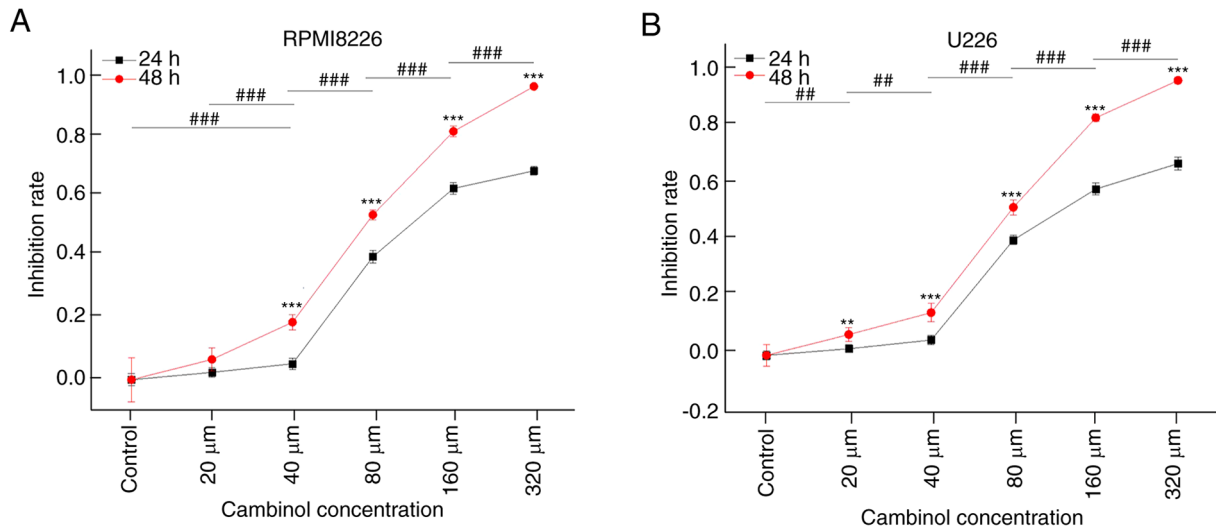 A
RPMI8226
24 h
48 h
###
###
###
###
###
***
***
***
***
1.0
0.8
0.6
0.4
0.2
0.0
Inhibition rate
Control
20 μm
40 μm
80 μm
160 μm
320 μm
Cambinol concentration
B
U226
24 h
48 h
##
##
###
###
###
**
***
***
***
***
1.0
0.8
0.6
0.4
0.2
0.0
-0.2
Inhibition rate
Control
20 μm
40 μm
80 μm
160 μm
320 μm
Cambinol concentration